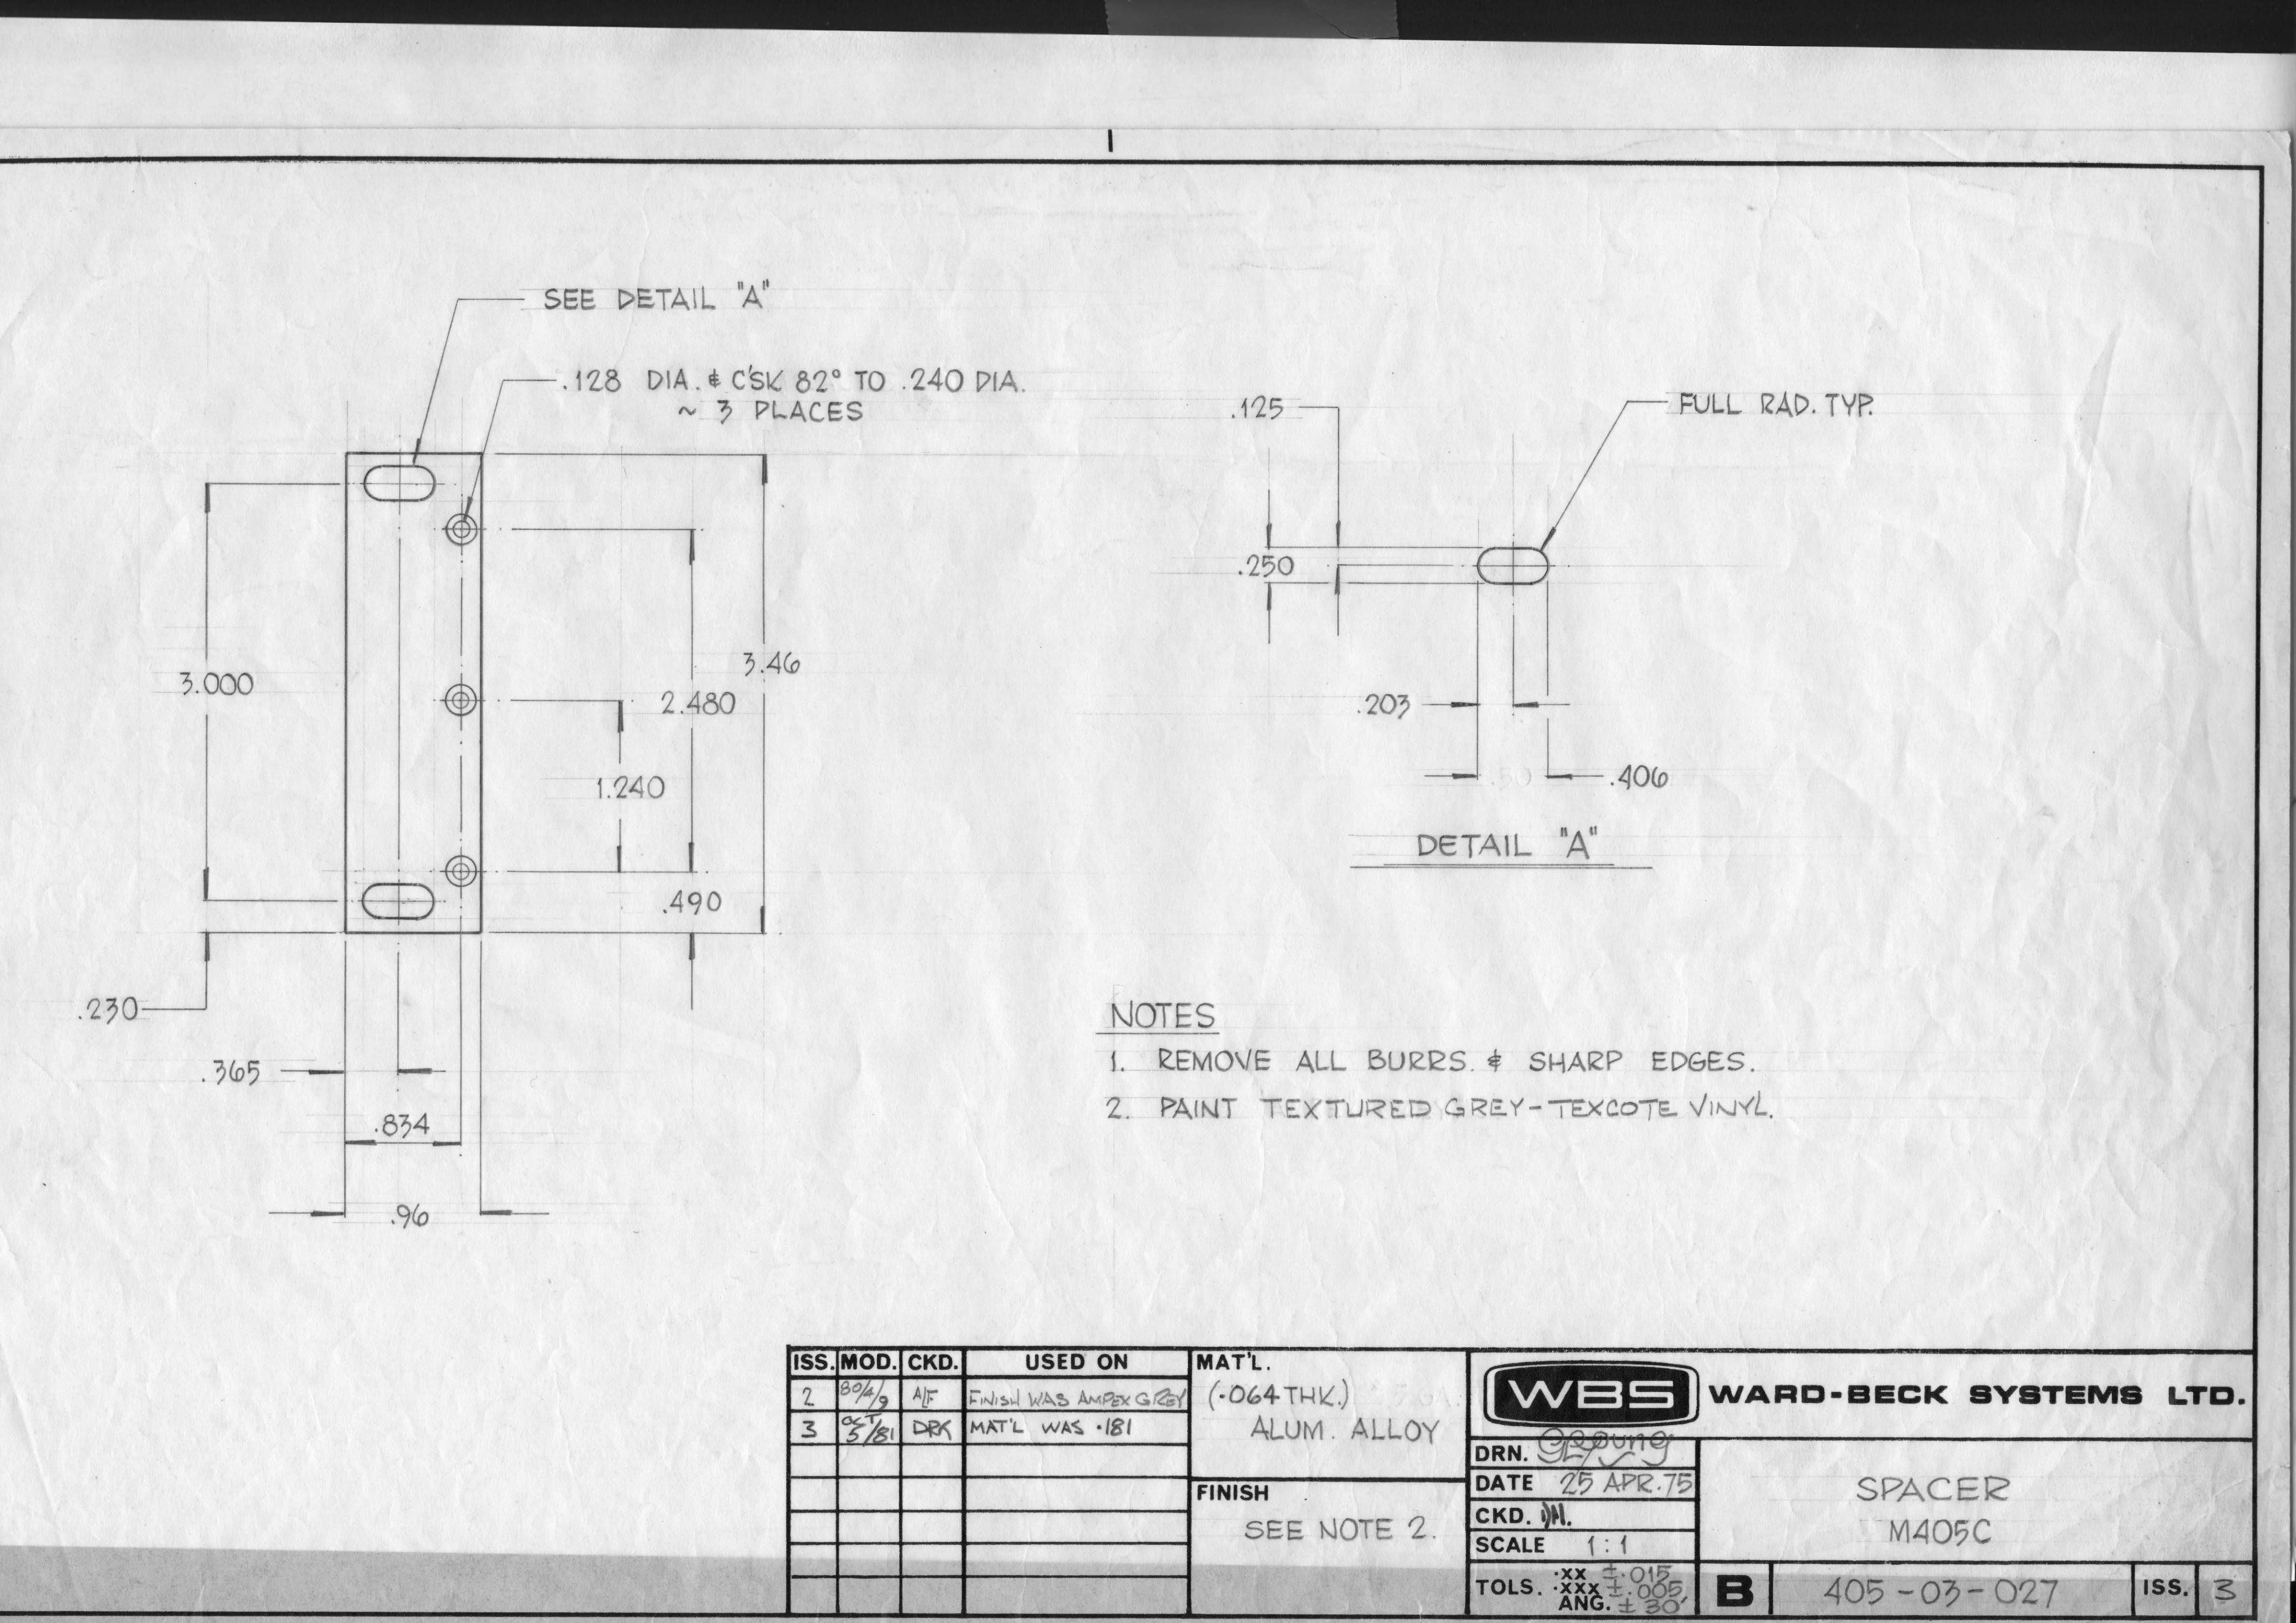 SEE DETAIL "A"
.128 DIA. & C'SK 82° TO .240 DIA.
~ 3 PLACES
3.000
3.46
2.480
1.240
.490
.230
.365
.834
.96
.125
FULL RAD. TYP.
.250
.203
.406
DETAIL "A"
NOTES
1. REMOVE ALL BURRS. & SHARP EDGES.
2. PAINT TEXTURED GREY-TEXCOTE VINYL.
ISS. MOD. CKD. USED ON
2 80/4/9 A/F FINISH WAS AMPEX GREY
3 OCT 5/81 DRK MAT'L WAS .181
MAT'L.
(.064 THK.)
ALUM. ALLOY
FINISH
SEE NOTE 2.
WBS WARD-BECK SYSTEMS LTD.
DRN. GYoung
DATE 25 APR. 75
CKD.
SCALE 1:1
TOLS. .XX ±.015
.XXX ±.005
ANG. ± 30'
SPACER
M405C
B 405-03-027 ISS. 3